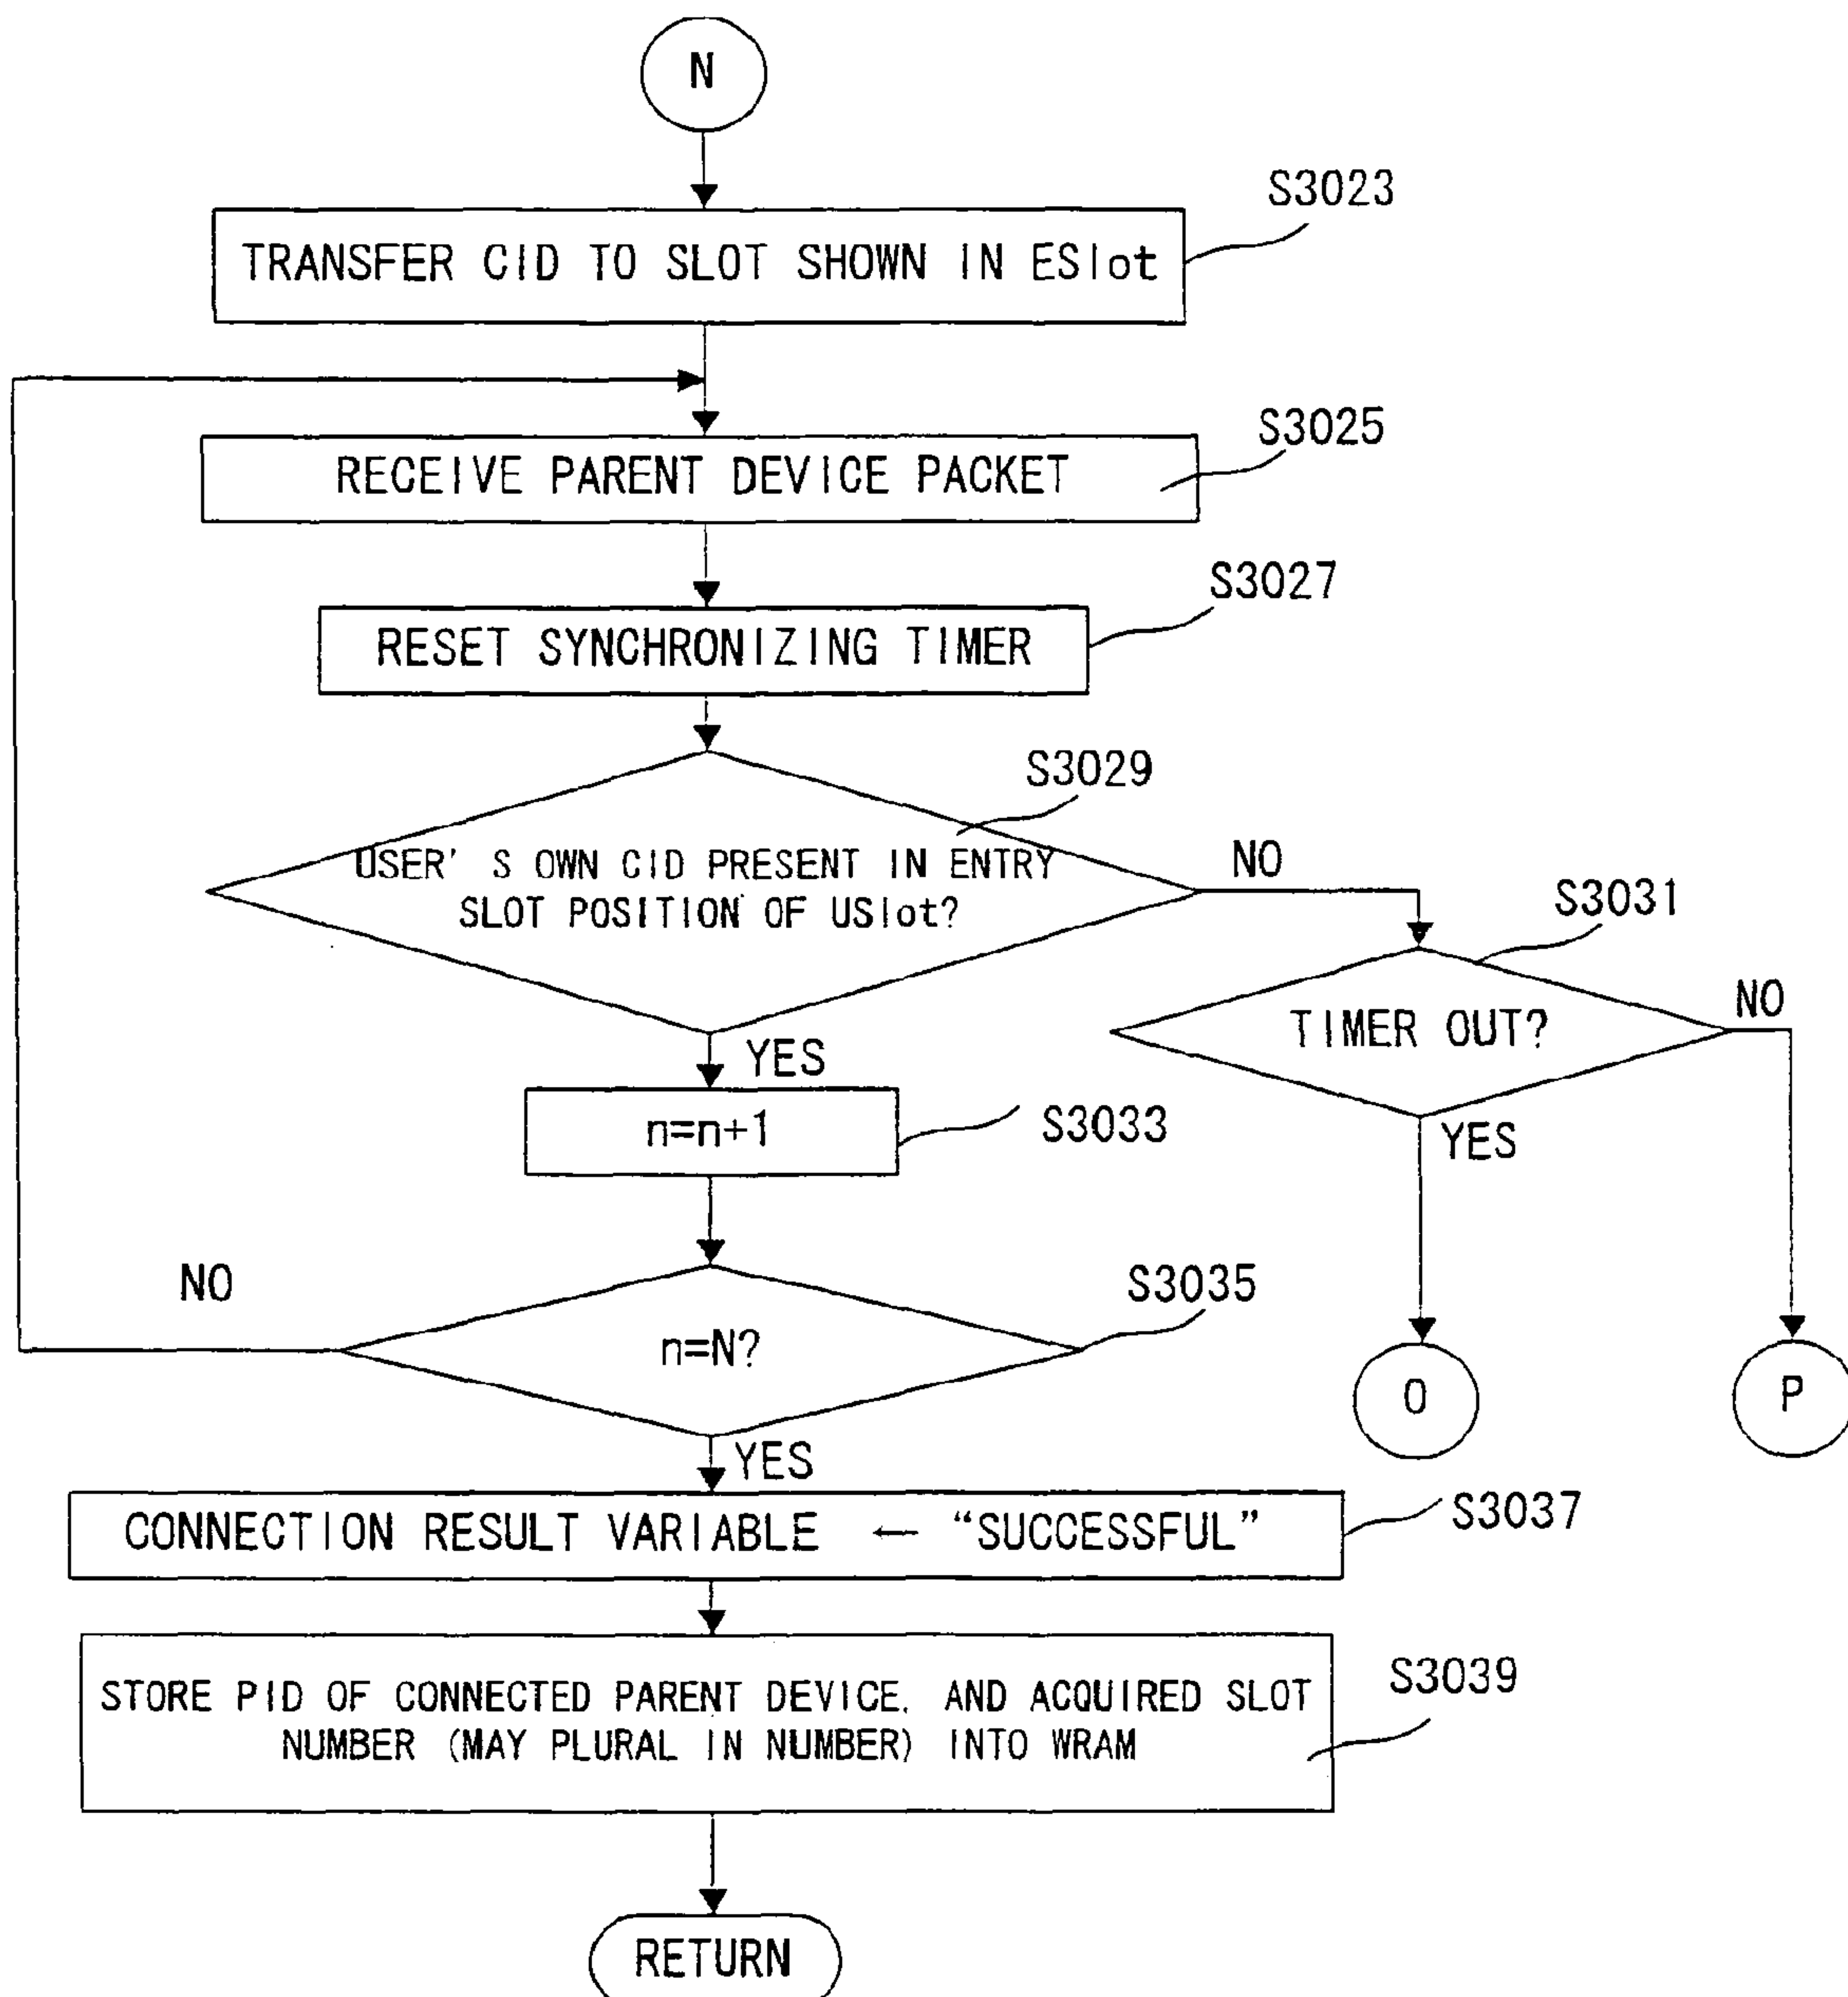 N
S3023
TRANSFER CID TO SLOT SHOWN IN ESlot
S3025
RECEIVE PARENT DEVICE PACKET
S3027
RESET SYNCHRONIZING TIMER
S3029
USER' S OWN CID PRESENT IN ENTRY
SLOT POSITION OF USlot?
NO
S3031
TIMER OUT?
NO
YES
YES
n=n+1
S3033
NO
S3035
n=N?
O
P
YES
CONNECTION RESULT VARIABLE ← “SUCCESSFUL”
S3037
STORE PID OF CONNECTED PARENT DEVICE, AND ACQUIRED SLOT
NUMBER (MAY PLURAL IN NUMBER) INTO WRAM
S3039
RETURN